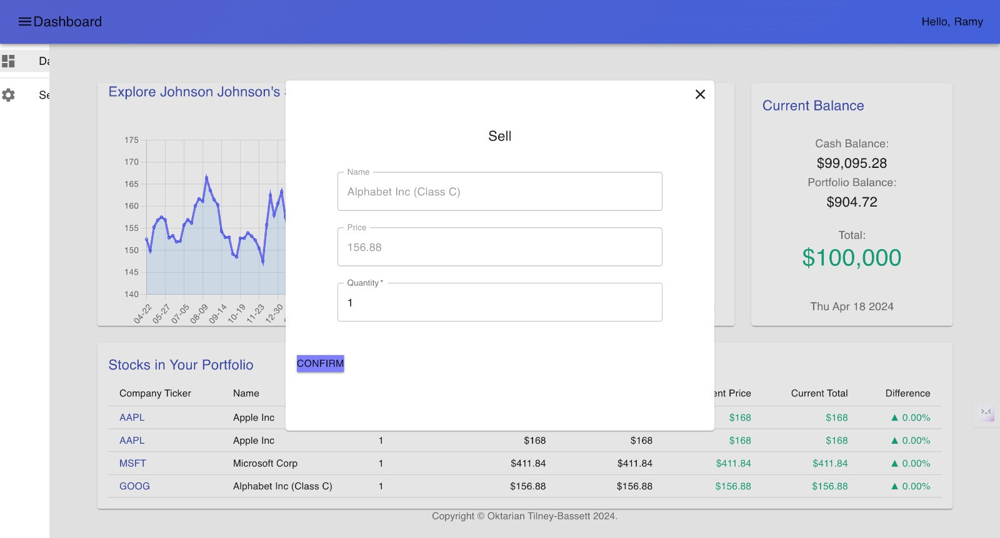 Dashboard
Hello, Ramy
Da
Se
Explore Johnson Johnson's
175
170
165
160
155
150
145
140
04-22
05-27
07-05
08-09
09-14
10-19
11-23
12-30
Sell
Name
Alphabet Inc (Class C)
Price
156.88
Quantity *
1
CONFIRM
Current Balance
Cash Balance:
$99,095.28
Portfolio Balance:
$904.72
Total:
$100,000
Thu Apr 18 2024
Stocks in Your Portfolio
Company Ticker Name ent Price Current Total Difference
AAPL Apple Inc $168 $168 ▲ 0.00%
AAPL Apple Inc 1 $168 $168 $168 $168 ▲ 0.00%
MSFT Microsoft Corp 1 $411.84 $411.84 $411.84 $411.84 ▲ 0.00%
GOOG Alphabet Inc (Class C) 1 $156.88 $156.88 $156.88 $156.88 ▲ 0.00%
Copyright © Oktarian Tilney-Bassett 2024.